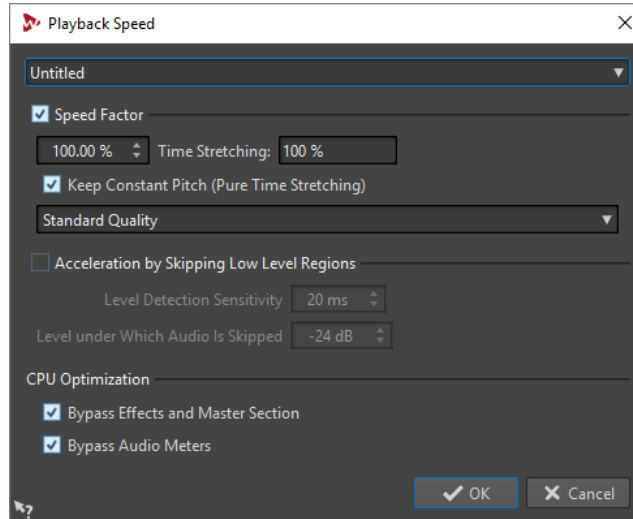 Playback Speed
Untitled
Speed Factor
100.00 % Time Stretching: 100 %
Keep Constant Pitch (Pure Time Stretching)
Standard Quality
Acceleration by Skipping Low Level Regions
Level Detection Sensitivity 20 ms
Level under Which Audio Is Skipped -24 dB
CPU Optimization
Bypass Effects and Master Section
Bypass Audio Meters
OK Cancel
?